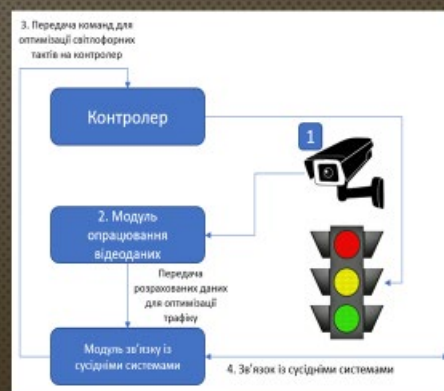 3. Передача команд для
оптимізації світлофорних
тактів на контролер
Контролер
1
2. Модуль
опрацювання
відеоданих
Передача
розрахованих даних
для оптимізації
трафіку
Модуль зв'язку із
сусідніми системами
4. Зв'язок із сусідніми системами